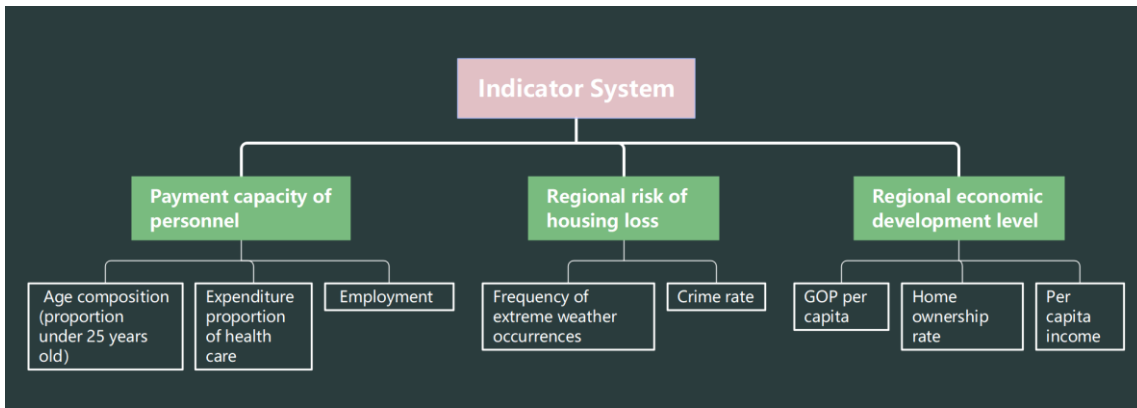 Indicator System
Payment capacity of
personnel
Regional risk of
housing loss
Regional economic
development level
Age composition
(proportion
under 25 years
old)
Expenditure
proportion
of health
care
Employment
Frequency of
extreme weather
occurrences
Crime rate
GOP per
capita
Home
ownership
rate
Per
capita
income